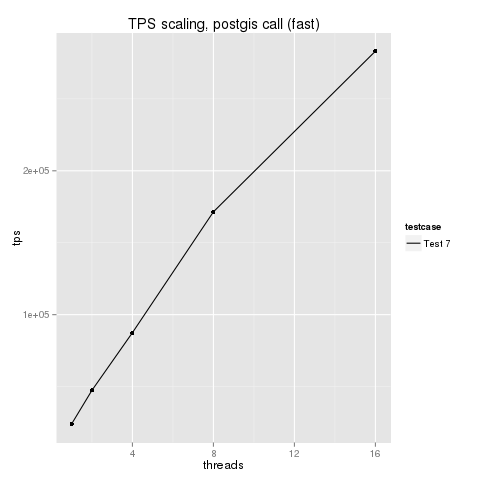 TPS scaling, postgis call (fast)
2e+05
1e+05
tps
4 8 12 16
threads
testcase
Test 7